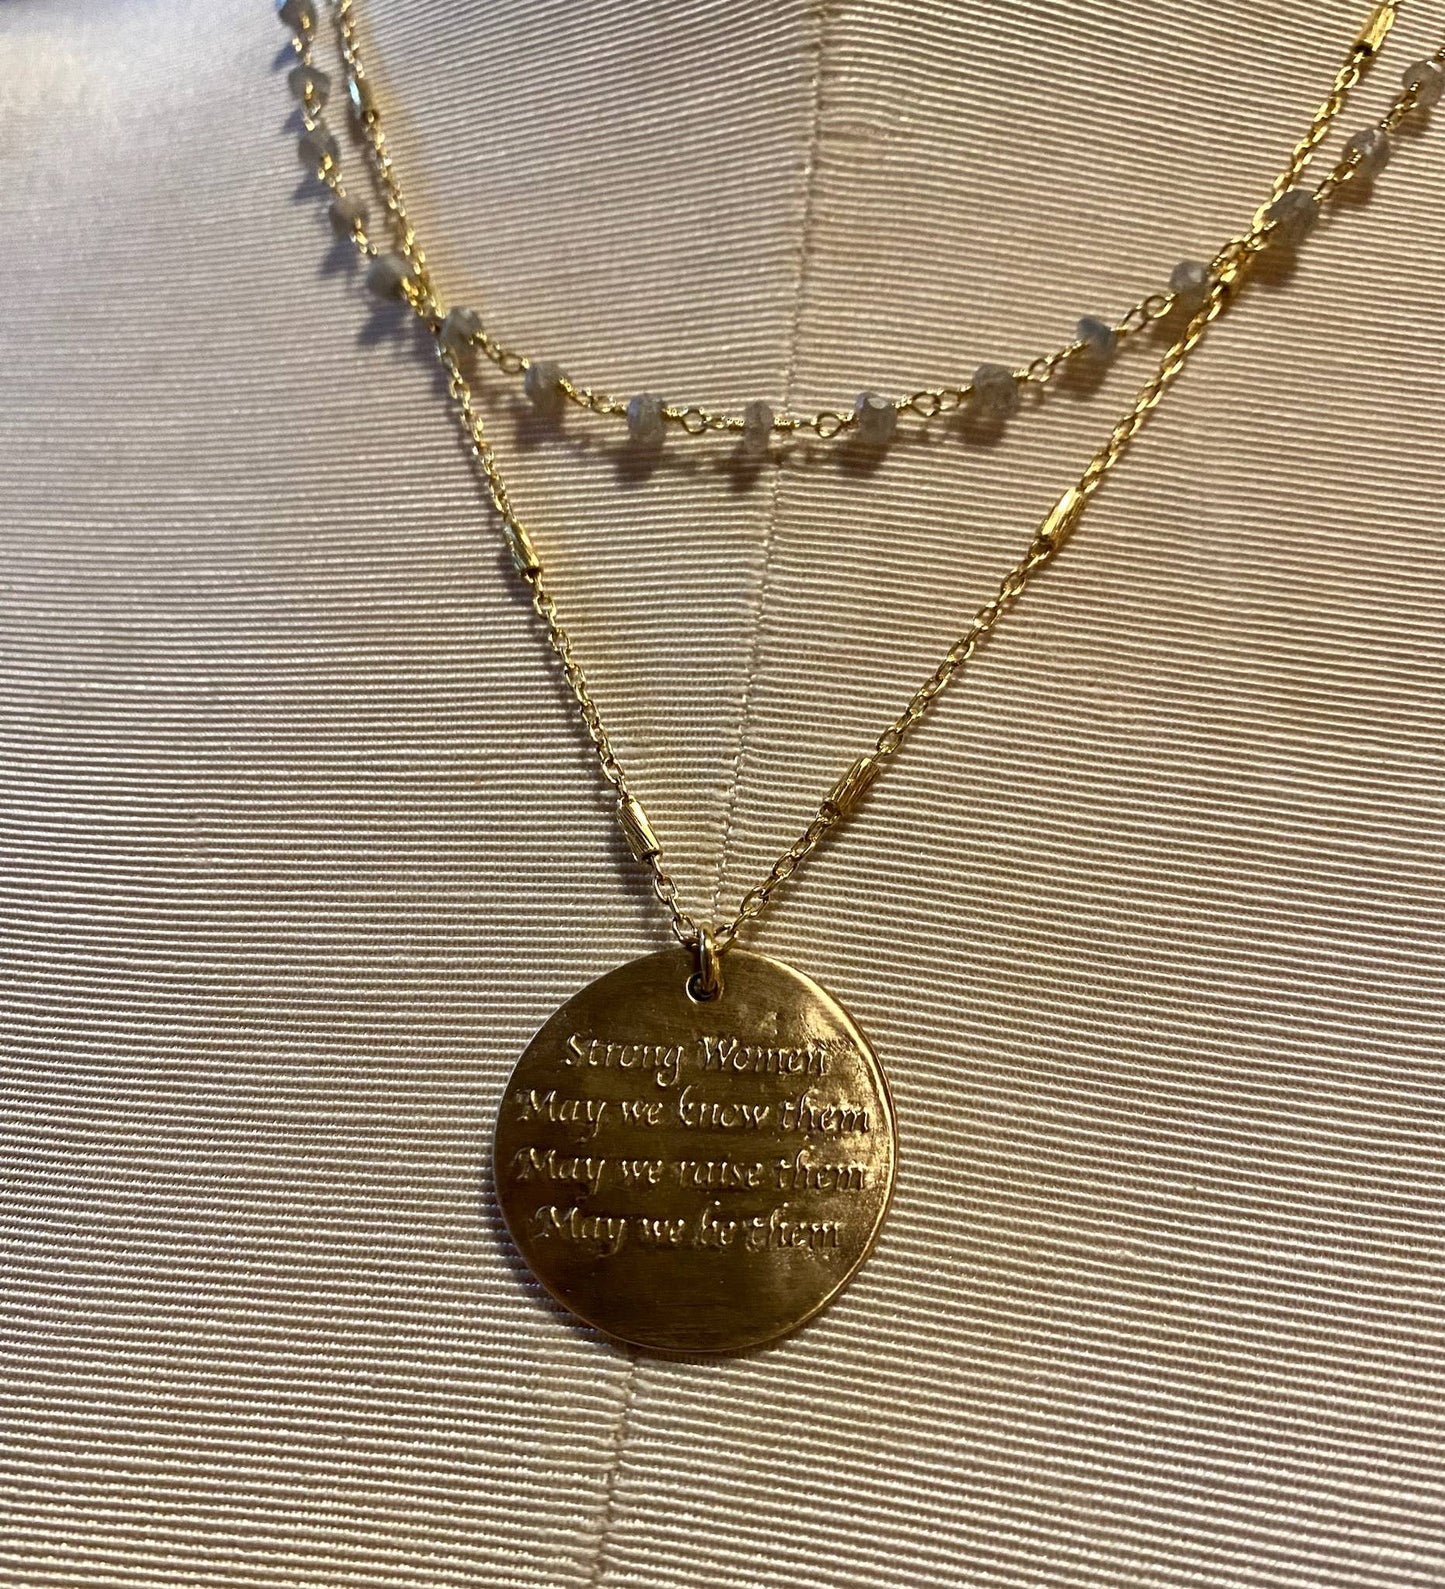 Strong Women
May we know them
May we raise them
May we be them